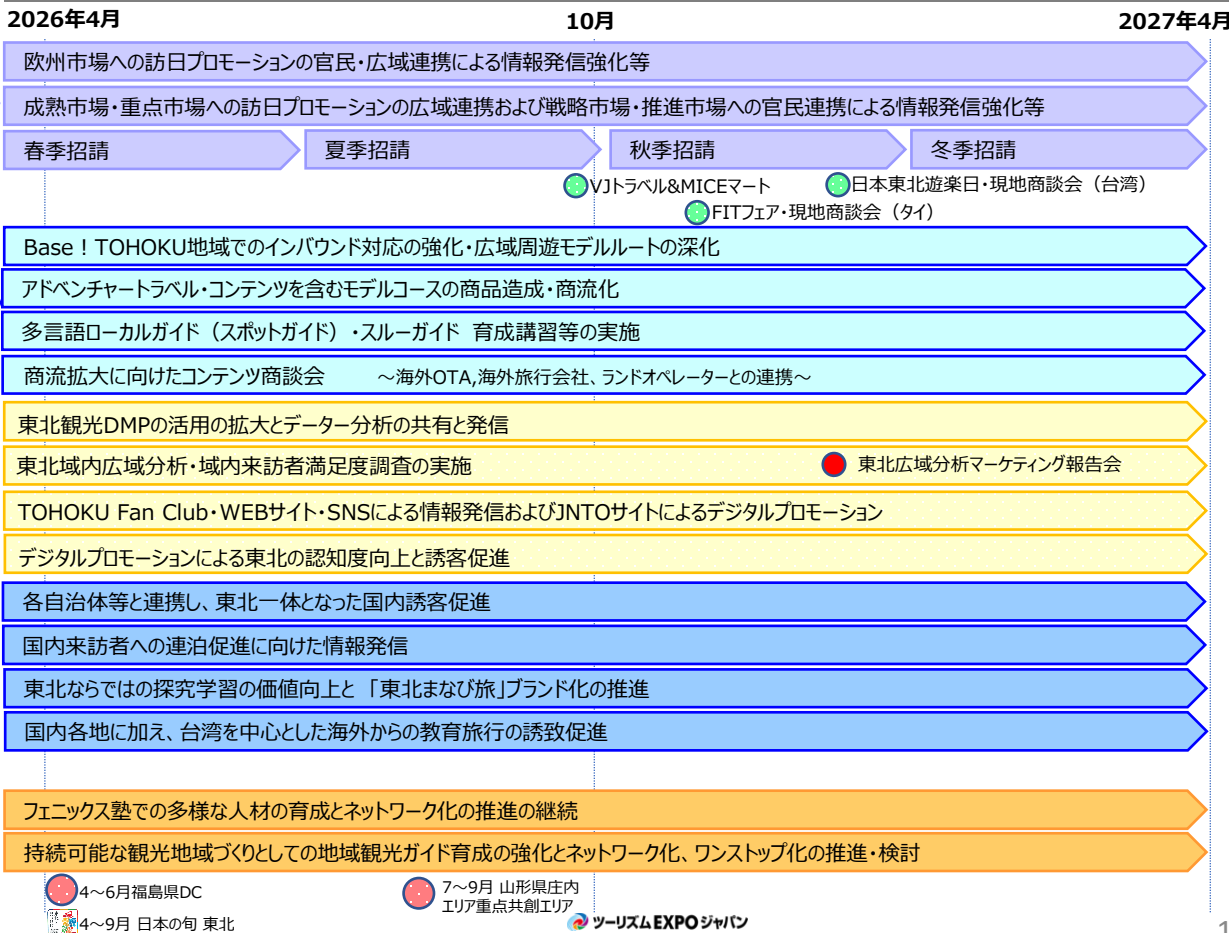 2026年4月
10月
2027年4月
欧州市場への訪日プロモーションの官民・広域連携による情報発信強化等
成熟市場・重点市場への訪日プロモーションの広域連携および戦略市場・推進市場への官民連携による情報発信強化等
春季招請
夏季招請
秋季招請
冬季招請
VJトラベル&MICEマート
日本東北遊楽日・現地商談会（台湾）
FITフェア・現地商談会（タイ）
Base！TOHOKU地域でのインバウンド対応の強化・広域周遊モデルルートの深化
アドベンチャートラベル・コンテンツを含むモデルコースの商品造成・商流化
多言語ローカルガイド（スポットガイド）・スルーガイド 育成講習等の実施
商流拡大に向けたコンテンツ商談会 ～海外OTA,海外旅行会社、ランドオペレーターとの連携～
東北観光DMPの活用の拡大とデーター分析の共有と発信
東北域内広域分析・域内来訪者満足度調査の実施
東北広域分析マーケティング報告会
TOHOKU Fan Club・WEBサイト・SNSによる情報発信およびJNTOサイトによるデジタルプロモーション
デジタルプロモーションによる東北の認知度向上と誘客促進
各自治体等と連携し、東北一体となった国内誘客促進
国内来訪者への連泊促進に向けた情報発信
東北ならではの探究学習の価値向上と 「東北まなび旅」ブランド化の推進
国内各地に加え、台湾を中心とした海外からの教育旅行の誘致促進
フェニックス塾での多様な人材の育成とネットワーク化の推進の継続
持続可能な観光地域づくりとしての地域観光ガイド育成の強化とネットワーク化、ワンストップ化の推進・検討
4～6月福島県DC
7～9月 山形県庄内
エリア重点共創エリア
4～9月 日本の旬 東北
ツーリズムEXPOジャパン
1